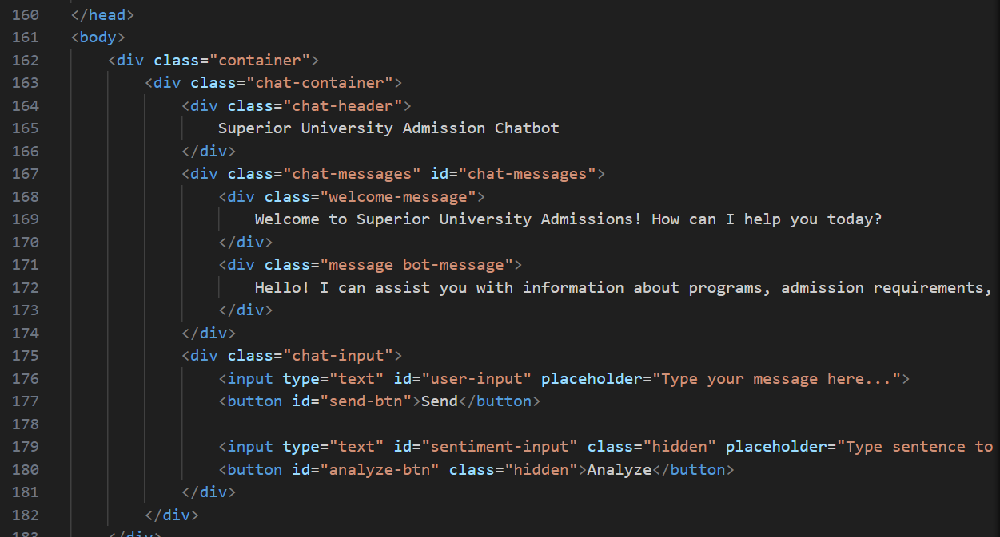 160 </head>
161 <body>
162 <div class="container">
163 <div class="chat-container">
164 <div class="chat-header">
165 Superior University Admission Chatbot
166 </div>
167 <div class="chat-messages" id="chat-messages">
168 <div class="welcome-message">
169 Welcome to Superior University Admissions! How can I help you today?
170 </div>
171 <div class="message bot-message">
172 Hello! I can assist you with information about programs, admission requirements,
173 </div>
174 </div>
175 <div class="chat-input">
176 <input type="text" id="user-input" placeholder="Type your message here...">
177 <button id="send-btn">Send</button>
178
179 <input type="text" id="sentiment-input" class="hidden" placeholder="Type sentence to
180 <button id="analyze-btn" class="hidden">Analyze</button>
181 </div>
182 </div>
183 </div>